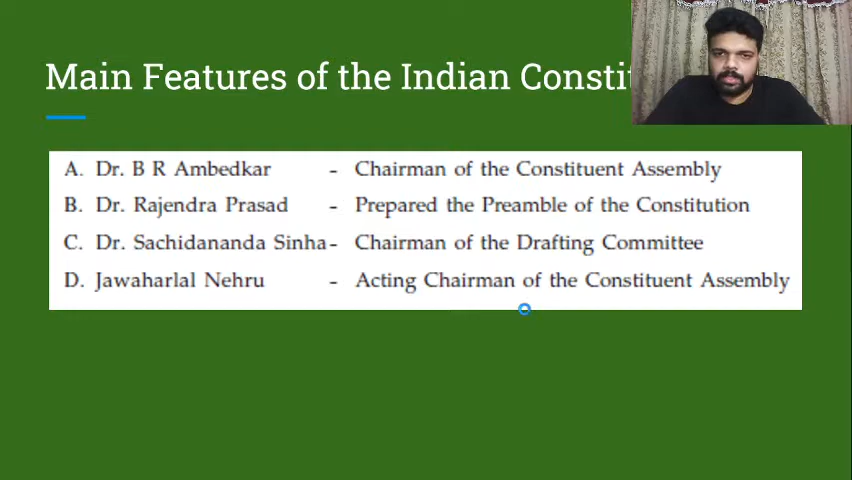 Main Features of the Indian Constit
A. Dr. B R Ambedkar - Chairman of the Constituent Assembly
B. Dr. Rajendra Prasad - Prepared the Preamble of the Constitution
C. Dr. Sachidananda Sinha- Chairman of the Drafting Committee
D. Jawaharlal Nehru - Acting Chairman of the Constituent Assembly